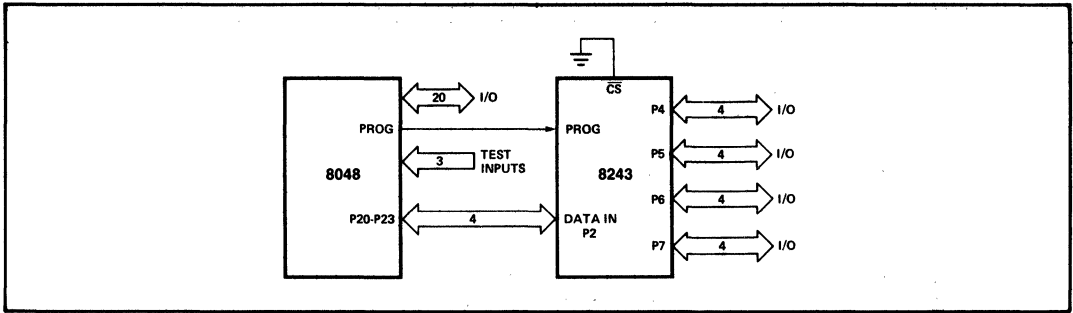 CS
20 I/O
P4 4 I/O
PROG
PROG
3 TEST
INPUTS
P5 4 I/O
8048
8243
P6 4 I/O
P20-P23 4 DATA IN
P2
P7 4 I/O